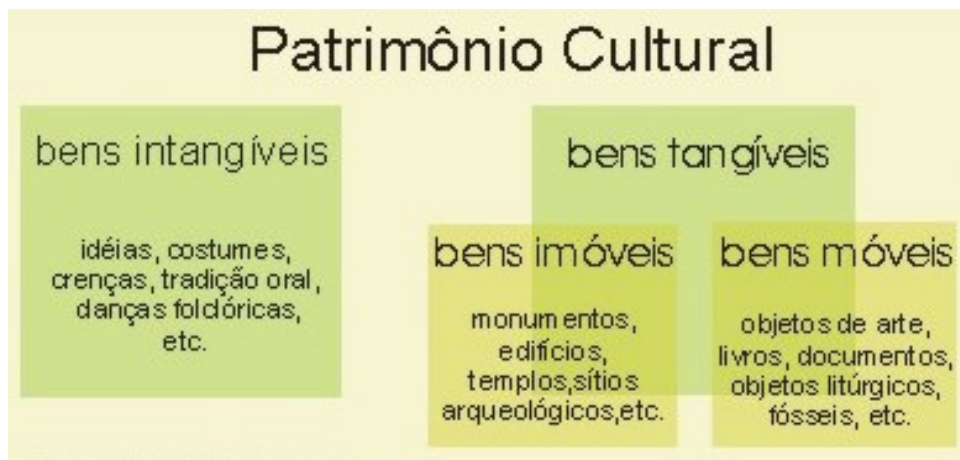 Patrimônio Cultural
bens intangíveis
idéias, costumes,
crenças, tradição oral,
danças folclóricas,
etc.
bens tangíveis
bens imóveis
monumentos,
edifícios,
templos,sítios
arqueológicos,etc.
bens móveis
objetos de arte,
livros, documentos,
objetos litúrgicos,
fósseis, etc.